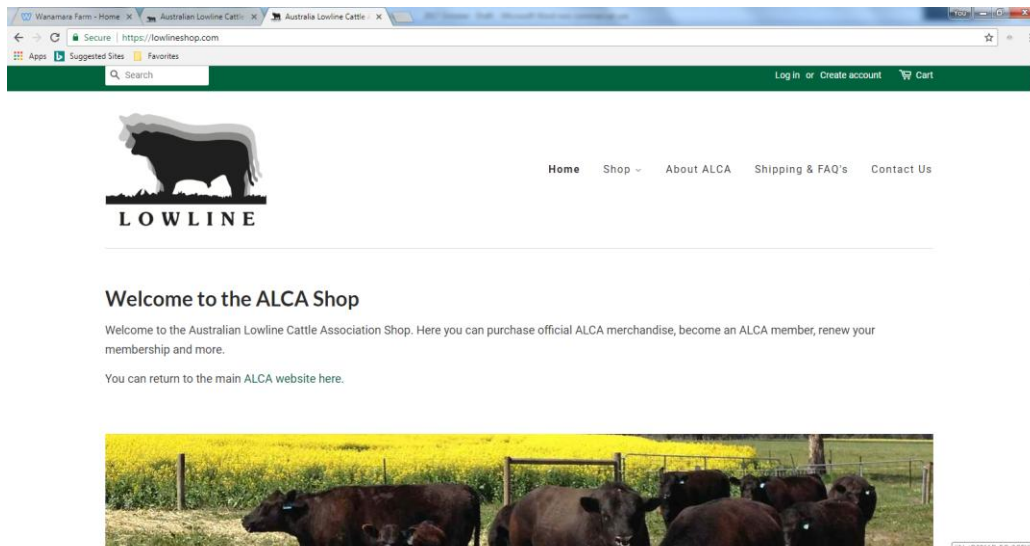 Wanamara Farm - Home
Australian Lowline Cattle
Australia Lowline Cattle A
You
Secure | https://lowlineshop.com
Apps Suggested Sites Favorites
Search
Log in or Create account Cart
Home Shop About ALCA Shipping & FAQ's Contact Us
LOWLINE
Welcome to the ALCA Shop
Welcome to the Australian Lowline Cattle Association Shop. Here you can purchase official ALCA merchandise, become an ALCA member, renew your
membership and more.
You can return to the main ALCA website here.